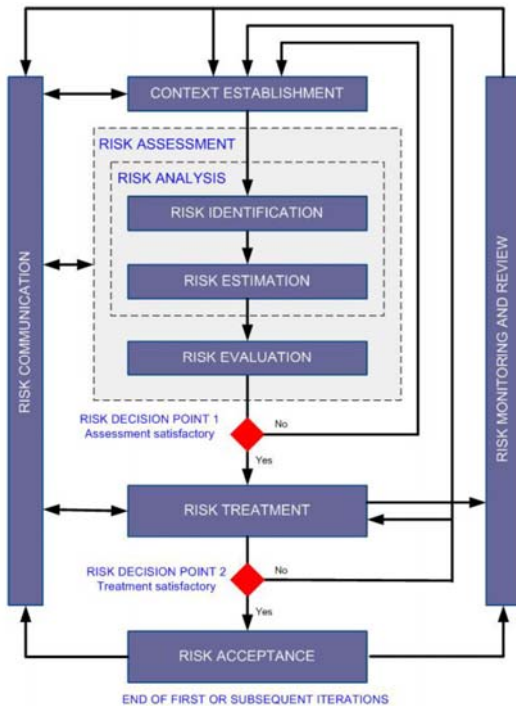 CONTEXT ESTABLISHMENT
RISK ASSESSMENT
RISK ANALYSIS
RISK IDENTIFICATION
RISK ESTIMATION
RISK EVALUATION
RISK COMMUNICATION
RISK MONITORING AND REVIEW
RISK DECISION POINT 1
Assessment satisfactory
No
Yes
RISK TREATMENT
RISK DECISION POINT 2
Treatment satisfactory
No
Yes
RISK ACCEPTANCE
END OF FIRST OR SUBSEQUENT ITERATIONS